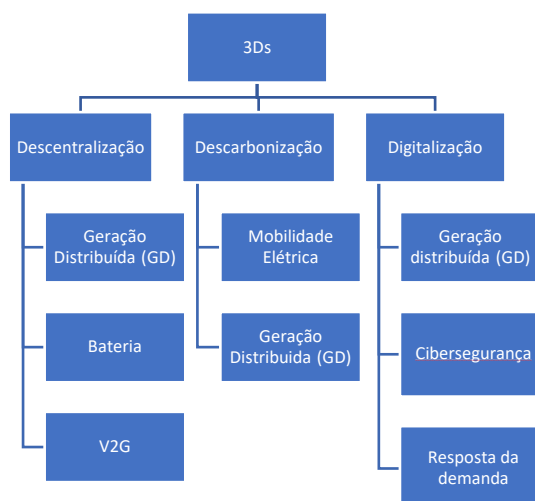 3Ds
Descentralização
Descarbonização
Digitalização
Geração
Distribuída (GD)
Mobilidade
Elétrica
Geração
distribuída (GD)
Bateria
Geração
Distribuida (GD)
Cibersegurança
V2G
Resposta da
demanda